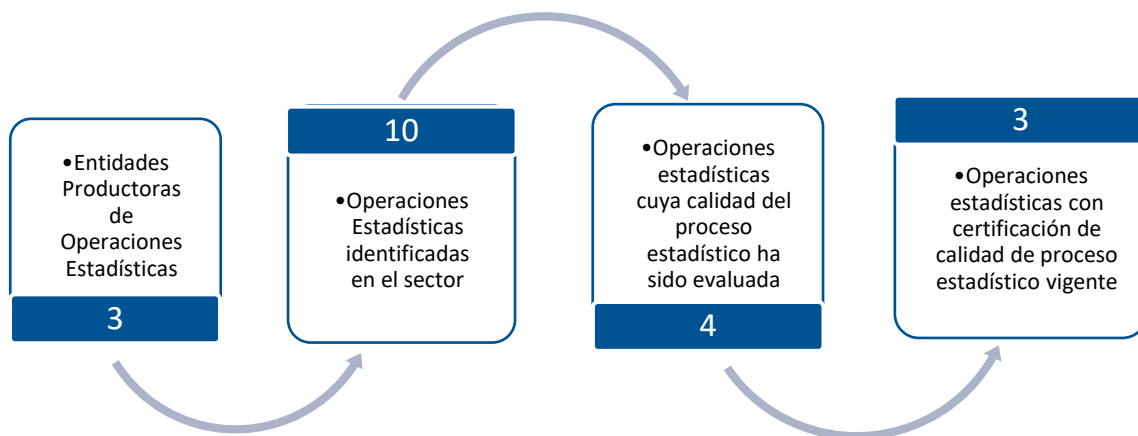 •Entidades
Productoras
de
Operaciones
Estadísticas
3
10
•Operaciones
Estadísticas
identificadas
en el sector
•Operaciones
estadísticas
cuya calidad del
proceso
estadístico ha
sido evaluada
4
3
•Operaciones
estadísticas con
certificación de
calidad de proceso
estadístico vigente